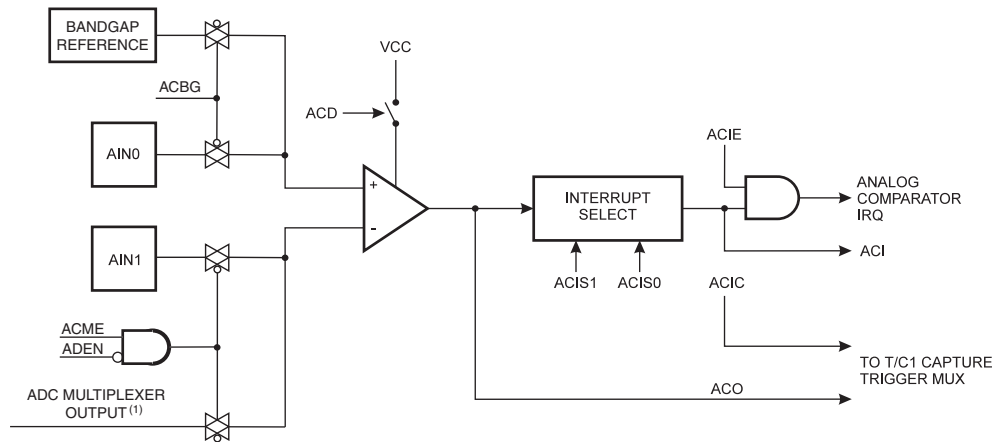 BANDGAP
REFERENCE
VCC
ACBG
ACD
AIN0
ACIE
+
INTERRUPT
SELECT
ANALOG
COMPARATOR
IRQ
-
AIN1
ACI
ACIS1
ACIS0
ACIC
ACME
ADEN
TO T/C1 CAPTURE
TRIGGER MUX
ADC MULTIPLEXER
OUTPUT (1)
ACO